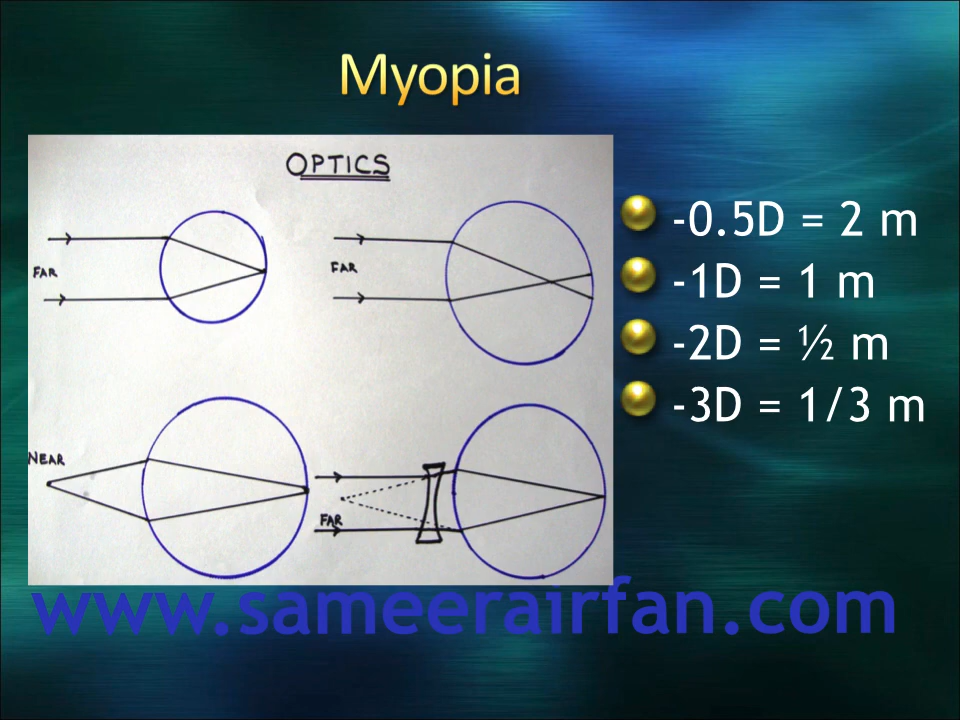 Myopia
OPTICS
FAR
FAR
NEAR
FAR
-0.5D = 2 m
-1D = 1 m
-2D = ½ m
-3D = 1/3 m
www.sameerairfan.com